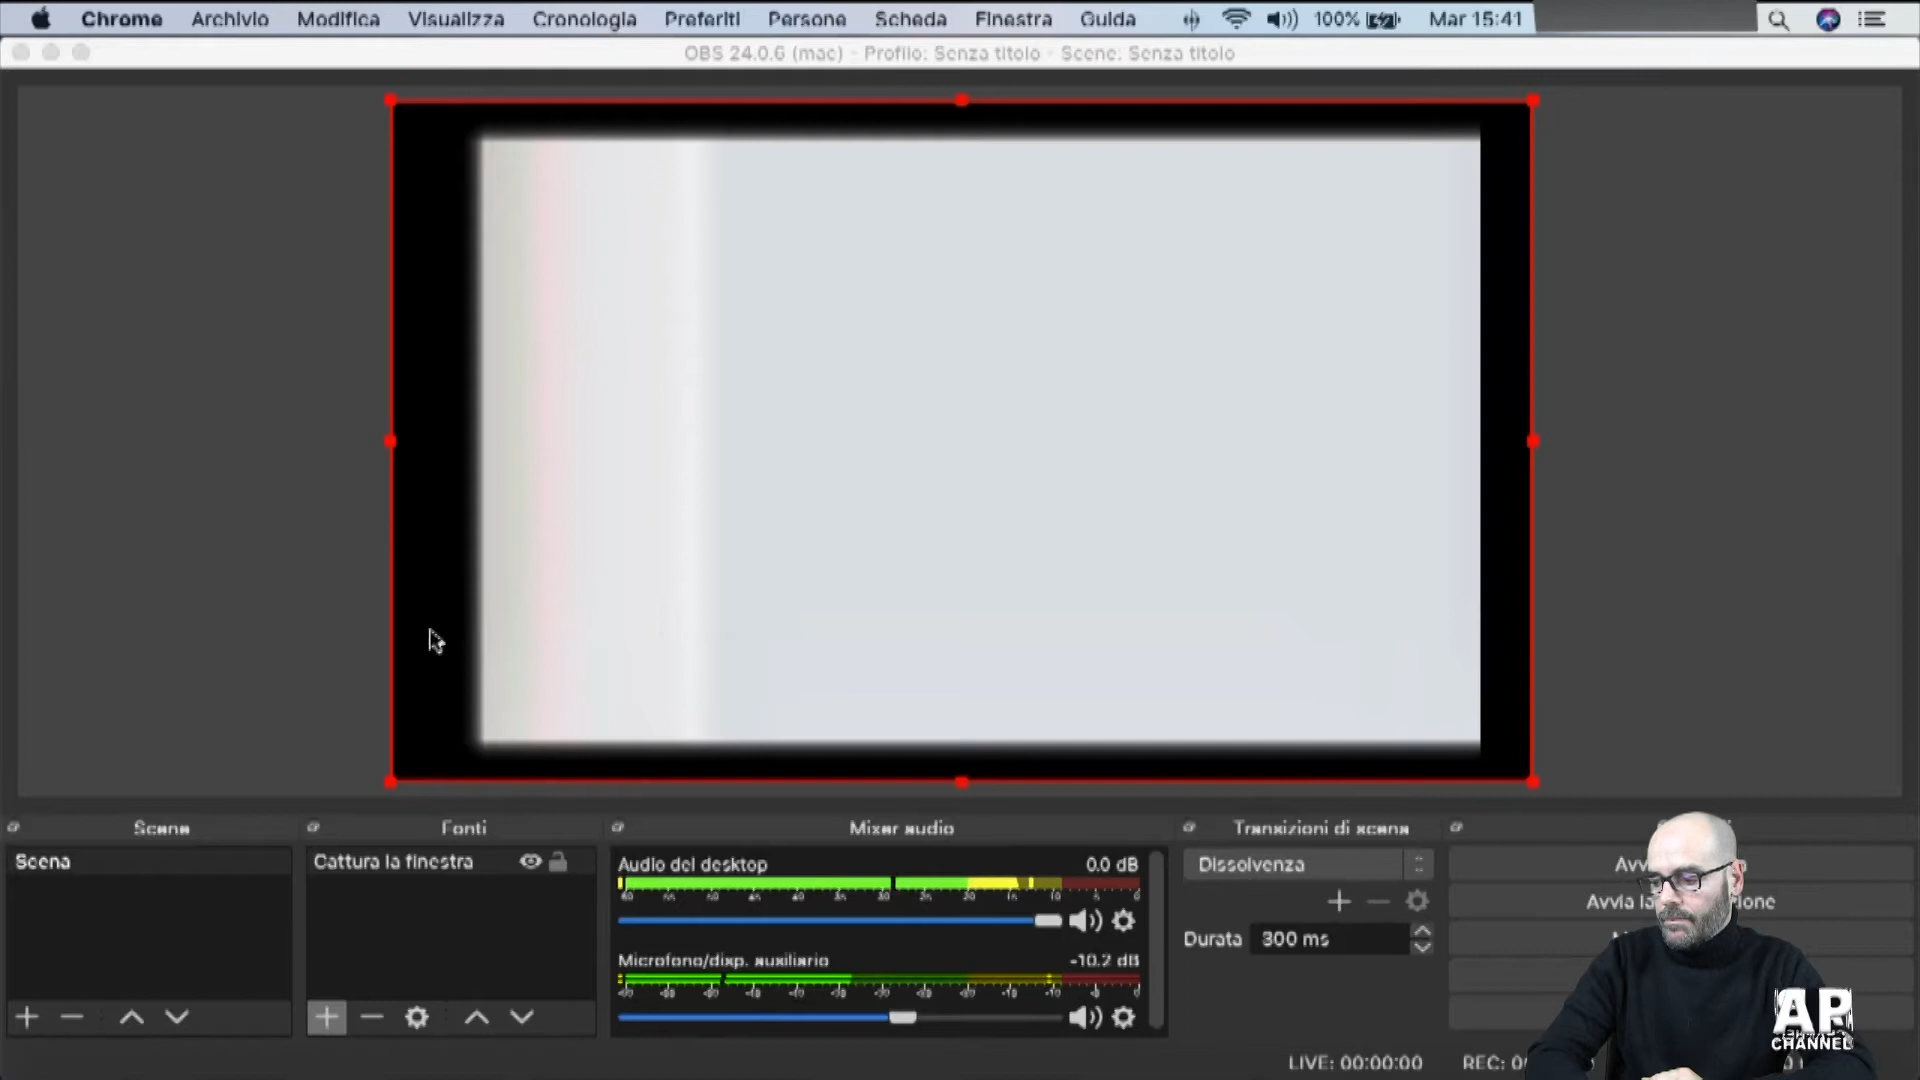 Chrome Archivio Modifica Visualizza Cronologia Preferiti Persone Scheda Finestra Guida 100% Mar 15:41
OBS 24.0.6 (mac) - Profilo: Senza titolo - Scene: Senza titolo
Scene Fonti Mixer audio Transizioni di scena
Scena
Cattura la finestra
Audio del desktop 0.0 dB
Dissolvenza
Durata 300 ms
Microfono/disp. auxiliario -10.2 dB
Avvia la
LIVE: 00:00:00 REC:
AP
CHANNEL